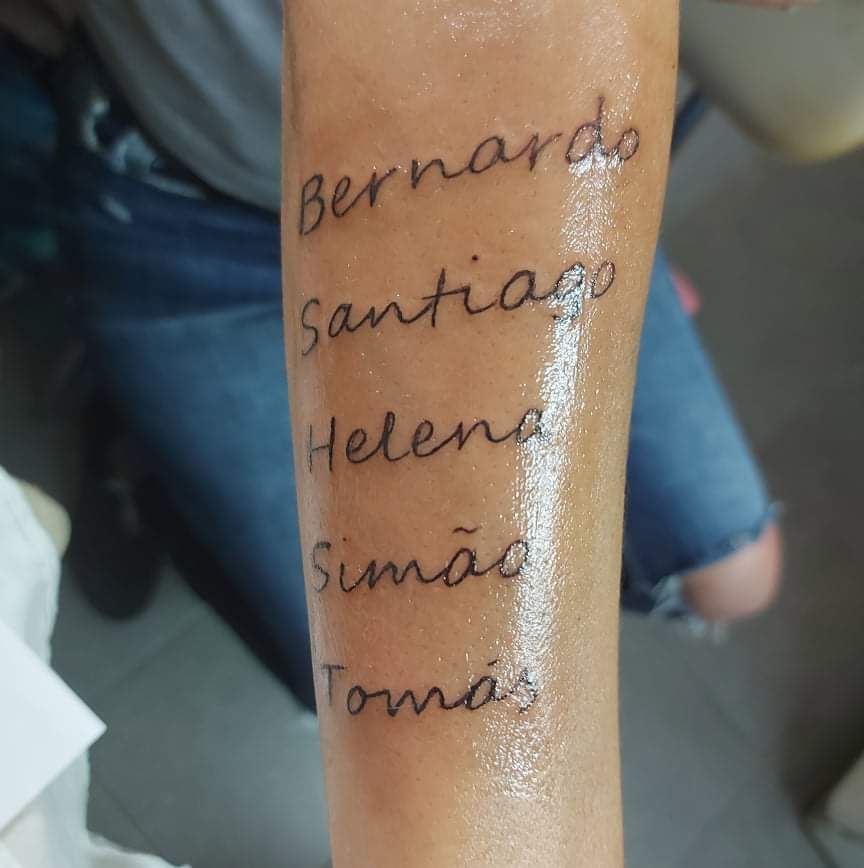 Bernardo
Santiago
Helena
Simão
Tomás